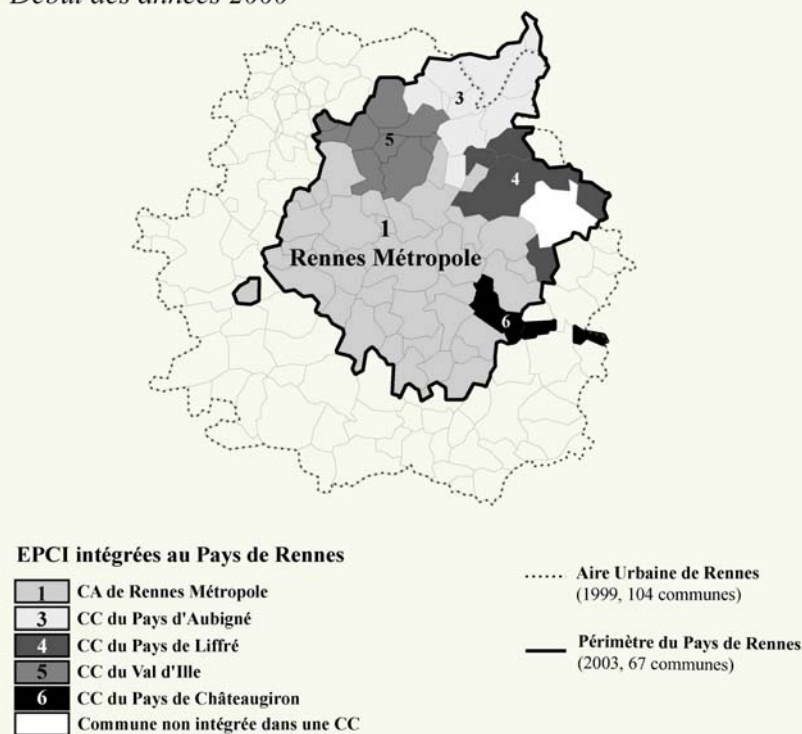 Début des années 2000
3
5
4
1
Rennes Métropole
6
EPCI intégrées au Pays de Rennes
1 CA de Rennes Métropole
3 CC du Pays d'Aubigné
4 CC du Pays de Liffré
5 CC du Val d'Ille
6 CC du Pays de Châteaugiron
Commune non intégrée dans une CC
Aire Urbaine de Rennes
(1999, 104 communes)
Périmètre du Pays de Rennes
(2003, 67 communes)